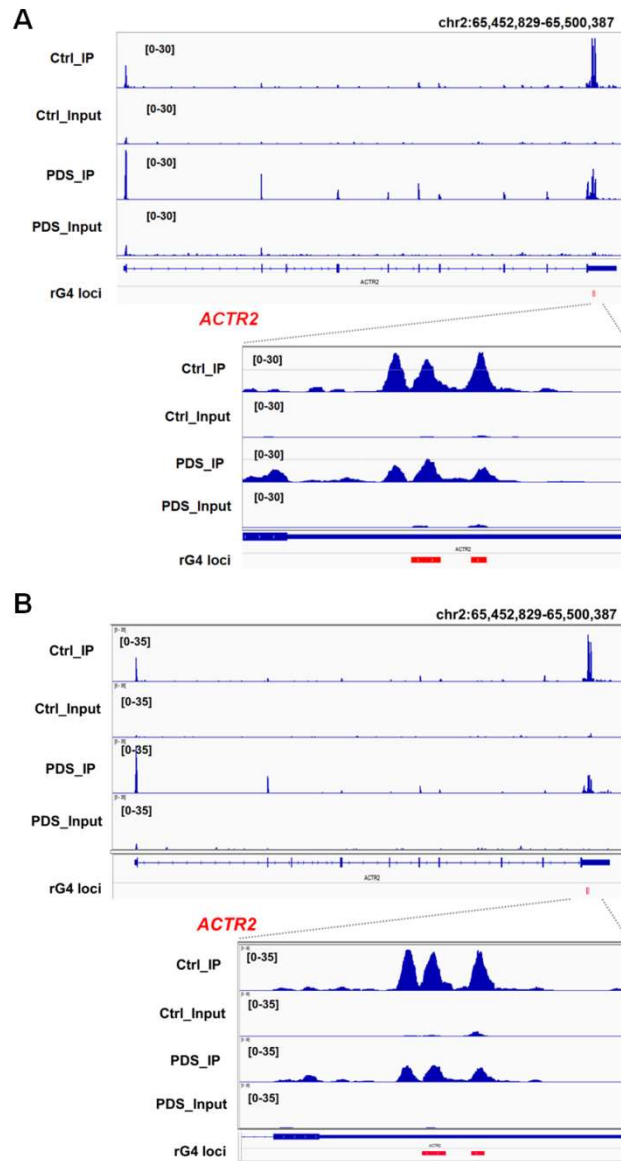 A
chr2:65,452,829-65,500,387
Ctrl_IP [0-30]
Ctrl_Input [0-30]
PDS_IP [0-30]
PDS_Input [0-30]
ACTR2
rG4 loci
ACTR2
Ctrl_IP [0-30]
Ctrl_Input [0-30]
PDS_IP [0-30]
PDS_Input [0-30]
ACTR2
rG4 loci
B
chr2:65,452,829-65,500,387
Ctrl_IP [0-35]
Ctrl_Input [0-35]
PDS_IP [0-35]
PDS_Input [0-35]
ACTR2
rG4 loci
ACTR2
Ctrl_IP [0-35]
Ctrl_Input [0-35]
PDS_IP [0-35]
PDS_Input [0-35]
ACTR2
rG4 loci